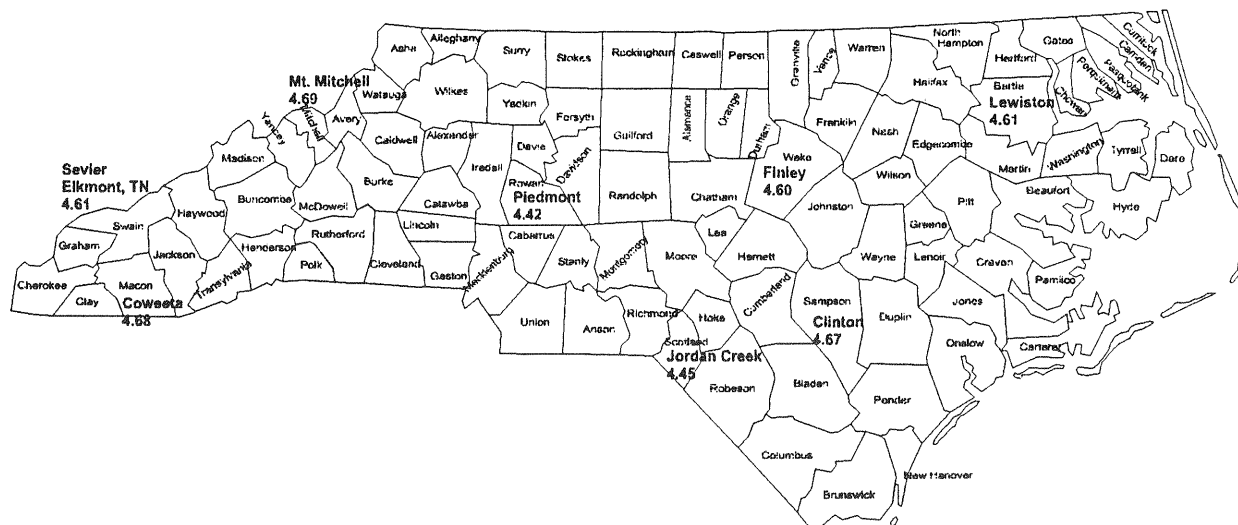 Ashe
Alleghany
Surry
Stokes
Rockingham
Caswell
Person
Granville
Vance
Warren
North
Hampton
Gates
Currituck
Camden
Pasquotank
Perquimans
Chowan
Hertford
Halifax
Bertie
Lewiston
4.61
Mt. Mitchell
4.69
Watauga
Wilkes
Yadkin
Forsyth
Guilford
Alamance
Orange
Durham
Franklin
Nash
Edgecombe
Martin
Washington
Tyrrell
Dare
Mitchell
Yancey
Avery
Caldwell
Alexander
Davie
Davidson
Iredell
Madison
Wake
Finley
4.60
Wilson
Sevier
Elkmont, TN
4.61
Burke
Rowan
Piedmont
4.42
Randolph
Chatham
Johnston
Pitt
Beaufort
Hyde
Haywood
Buncombe
McDowell
Catawba
Lincoln
Swain
Graham
Jackson
Rutherford
Cabarrus
Lee
Greene
Henderson
Polk
Cleveland
Gaston
Mecklenburg
Stanly
Montgomery
Moore
Harnett
Wayne
Lenoir
Craven
Pamlico
Cherokee
Clay
Macon
Transylvania
Coweeta
4.68
Union
Anson
Richmond
Hoke
Scotland
Cumberland
Sampson
Clinton
4.67
Duplin
Jones
Onslow
Carteret
Jordan Creek
4.45
Robeson
Bladen
Pender
Columbus
Brunswick
New Hanover